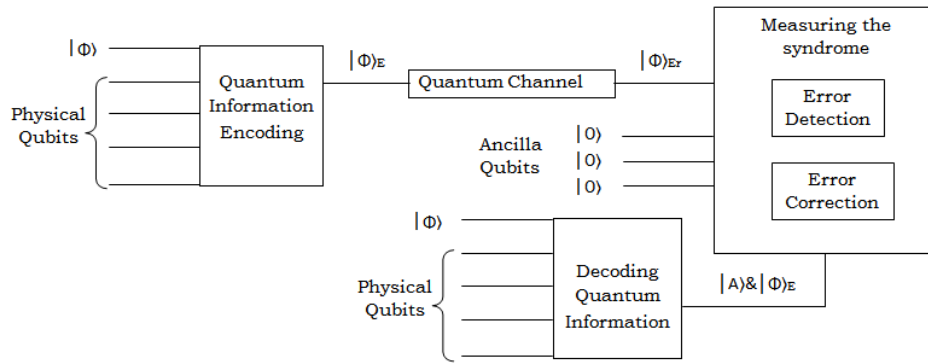 |Φ⟩
Physical
Qubits
Quantum
Information
Encoding
|Φ⟩E
Quantum Channel
|Φ⟩Er
Ancilla
Qubits
|0⟩
|0⟩
|0⟩
Measuring the
syndrome
Error
Detection
Error
Correction
|Φ⟩
Physical
Qubits
Decoding
Quantum
Information
|A⟩&|Φ⟩E